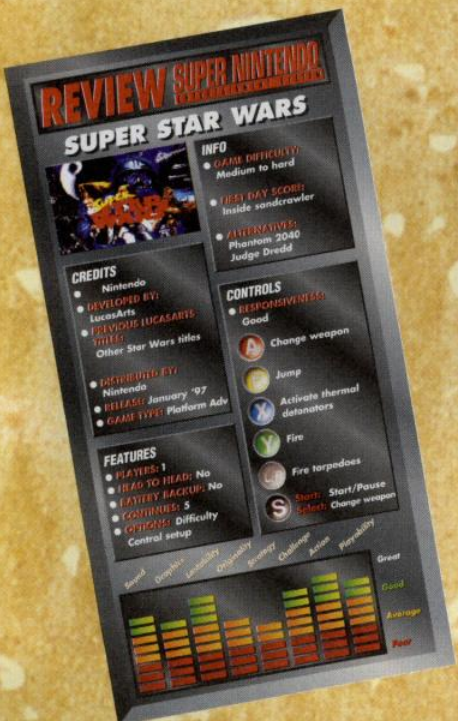 REVIEW SUPER NINTENDO
ENTERTAINMENT SYSTEM
SUPER STAR WARS
INFO
GAME DIFFICULTY:
Medium to hard
FIRST DAY SCORE:
Inside sandcrawler
ALTERNATIVES:
Phantom 2040
Judge Dredd
CREDITS
Nintendo
DEVELOPED BY:
LucasArts
PREVIOUS LUCASARTS
TITLES:
Other Star Wars titles
DISTRIBUTED BY:
Nintendo
RELEASE: January '97
GAME TYPE: Platform Adv
FEATURES
PLAYERS: 1
HEAD TO HEAD: No
BATTERY BACKUP: No
CONTINUES: 5
OPTIONS: Difficulty
Control setup
CONTROLS
RESPONSIVENESS:
Good
A Change weapon
B Jump
X Activate thermal
detonators
Y Fire
Fire torpedoes
S Start: Start/Pause
Select: Change weapon
Sound Graphics Lastability Originality Strategy Challenge Action Playability
Great
Good
Average
Poor